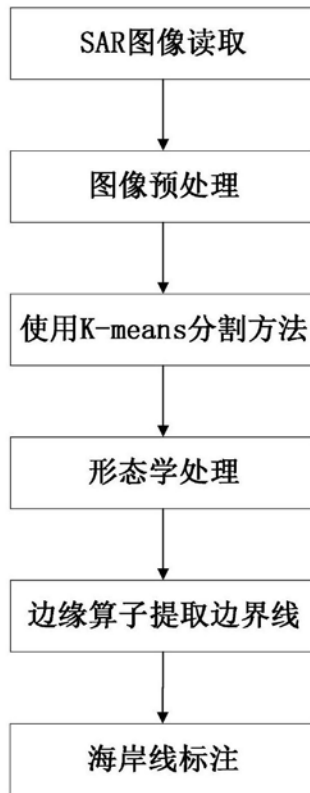 SAR图像读取
图像预处理
使用K-means分割方法
形态学处理
边缘算子提取边界线
海岸线标注